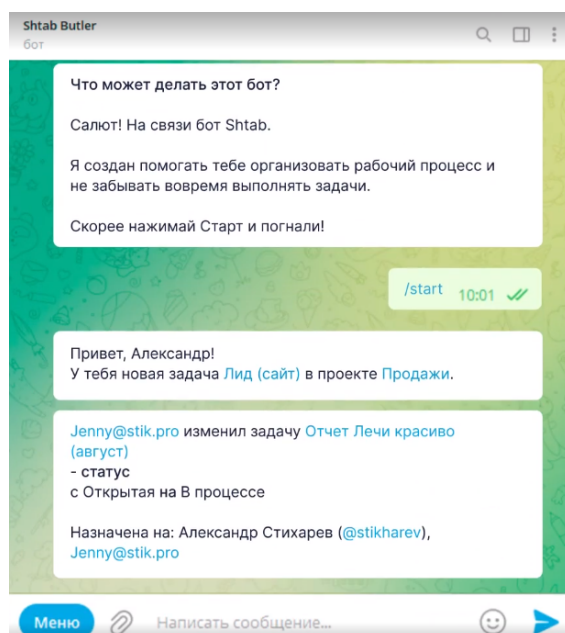 Shtab Butler
бот
Что может делать этот бот?
Салют! На связи бот Shtab.
Я создан помогать тебе организовать рабочий процесс и
не забывать вовремя выполнять задачи.
Скорее нажимай Старт и погнали!
/start 10:01
Привет, Александр!
У тебя новая задача Лид (сайт) в проекте Продажи.
Jenny@stik.pro изменил задачу Отчет Лечи красиво
(август)
- статус
с Открытая на В процессе
Назначена на: Александр Стихарев (@stikharev),
Jenny@stik.pro
Меню Написать сообщение...